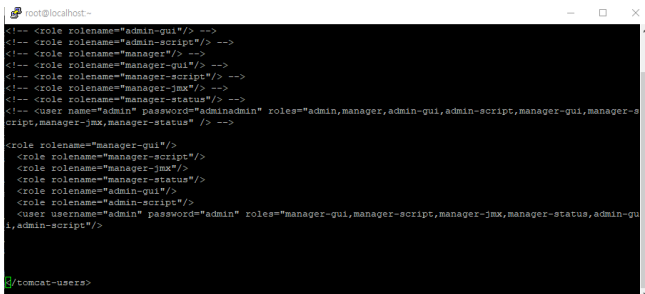 root@localhost:~
<!-- <role rolename="admin-gui"/> -->
<!-- <role rolename="admin-script"/> -->
<!-- <role rolename="manager"/> -->
<!-- <role rolename="manager-gui"/> -->
<!-- <role rolename="manager-script"/> -->
<!-- <role rolename="manager-jmx"/> -->
<!-- <role rolename="manager-status"/> -->
<!-- <user name="admin" password="adminadmin" roles="admin,manager,admin-gui,admin-script,manager-gui,manager-s
cript,manager-jmx,manager-status" /> -->
<role rolename="manager-gui"/>
<role rolename="manager-script"/>
<role rolename="manager-jmx"/>
<role rolename="manager-status"/>
<role rolename="admin-gui"/>
<role rolename="admin-script"/>
<user username="admin" password="admin" roles="manager-gui,manager-script,manager-jmx,manager-status,admin-gu
i,admin-script"/>
</tomcat-users>